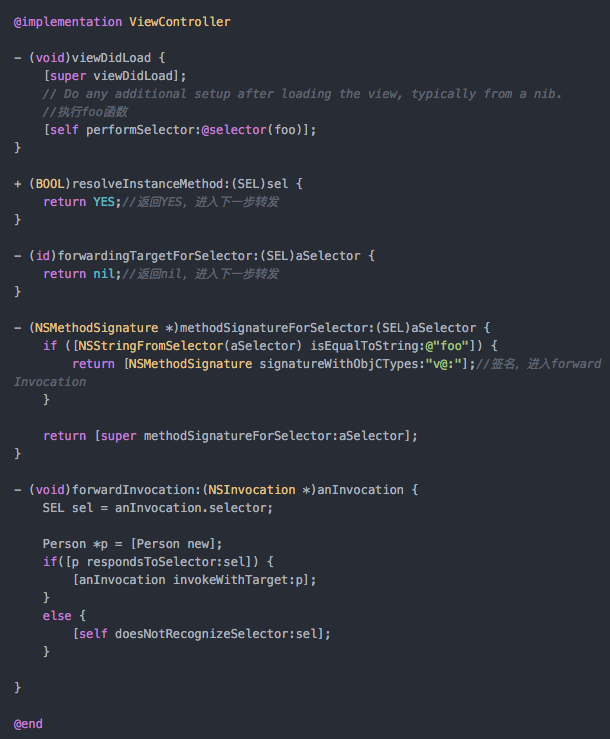 @implementation ViewController
- (void)viewDidLoad {
    [super viewDidLoad];
    // Do any additional setup after loading the view, typically from a nib.
    //执行foo函数
    [self performSelector:@selector(foo)];
}
+ (BOOL)resolveInstanceMethod:(SEL)sel {
    return YES;//返回YES，进入下一步转发
}
- (id)forwardingTargetForSelector:(SEL)aSelector {
    return nil;//返回nil，进入下一步转发
}
- (NSMethodSignature *)methodSignatureForSelector:(SEL)aSelector {
    if ([NSStringFromSelector(aSelector) isEqualToString:@"foo"]) {
        return [NSMethodSignature signatureWithObjCTypes:"v@:"];//签名，进入forward
Invocation
    }
    return [super methodSignatureForSelector:aSelector];
}
- (void)forwardInvocation:(NSInvocation *)anInvocation {
    SEL sel = anInvocation.selector;
    Person *p = [Person new];
    if([p respondsToSelector:sel]) {
        [anInvocation invokeWithTarget:p];
    }
    else {
        [self doesNotRecognizeSelector:sel];
    }
}
@end